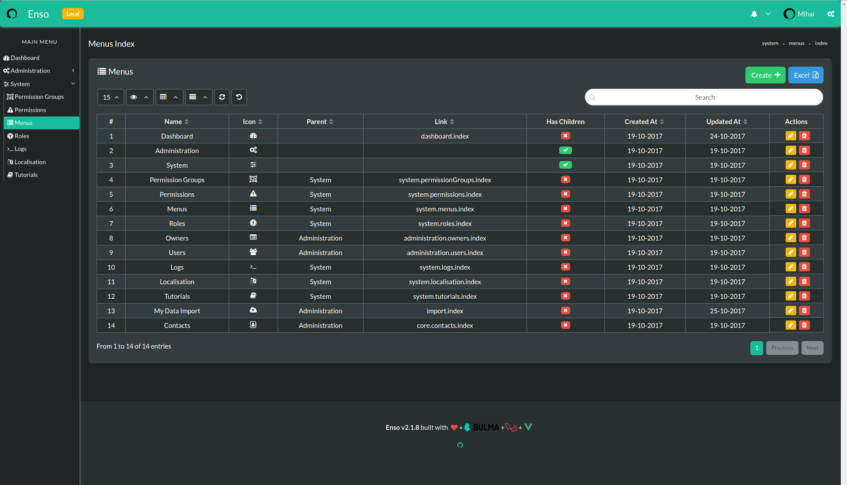 Enso Local Mihai
MAIN MENU
Dashboard
Administration
System
Permission Groups
Permissions
Menus
Roles
Logs
Localisation
Tutorials
Menus Index
system menus index
Menus
Create Excel
15 Search
# Name Icon Parent Link Has Children Created At Updated At Actions
1 Dashboard dashboard.index 19-10-2017 24-10-2017
2 Administration 19-10-2017 19-10-2017
3 System 19-10-2017 19-10-2017
4 Permission Groups System system.permissionGroups.index 19-10-2017 19-10-2017
5 Permissions System system.permissions.index 19-10-2017 19-10-2017
6 Menus System system.menus.index 19-10-2017 19-10-2017
7 Roles System system.roles.index 19-10-2017 19-10-2017
8 Owners Administration administration.owners.index 19-10-2017 19-10-2017
9 Users Administration administration.users.index 19-10-2017 19-10-2017
10 Logs System system.logs.index 19-10-2017 19-10-2017
11 Localisation System system.localisation.index 19-10-2017 19-10-2017
12 Tutorials System system.tutorials.index 19-10-2017 19-10-2017
13 My Data Import Administration import.index 19-10-2017 25-10-2017
14 Contacts Administration core.contacts.index 19-10-2017 19-10-2017
From 1 to 14 of 14 entries
1 Previous Next
Enso v2.1.8 built with + BULMA + +